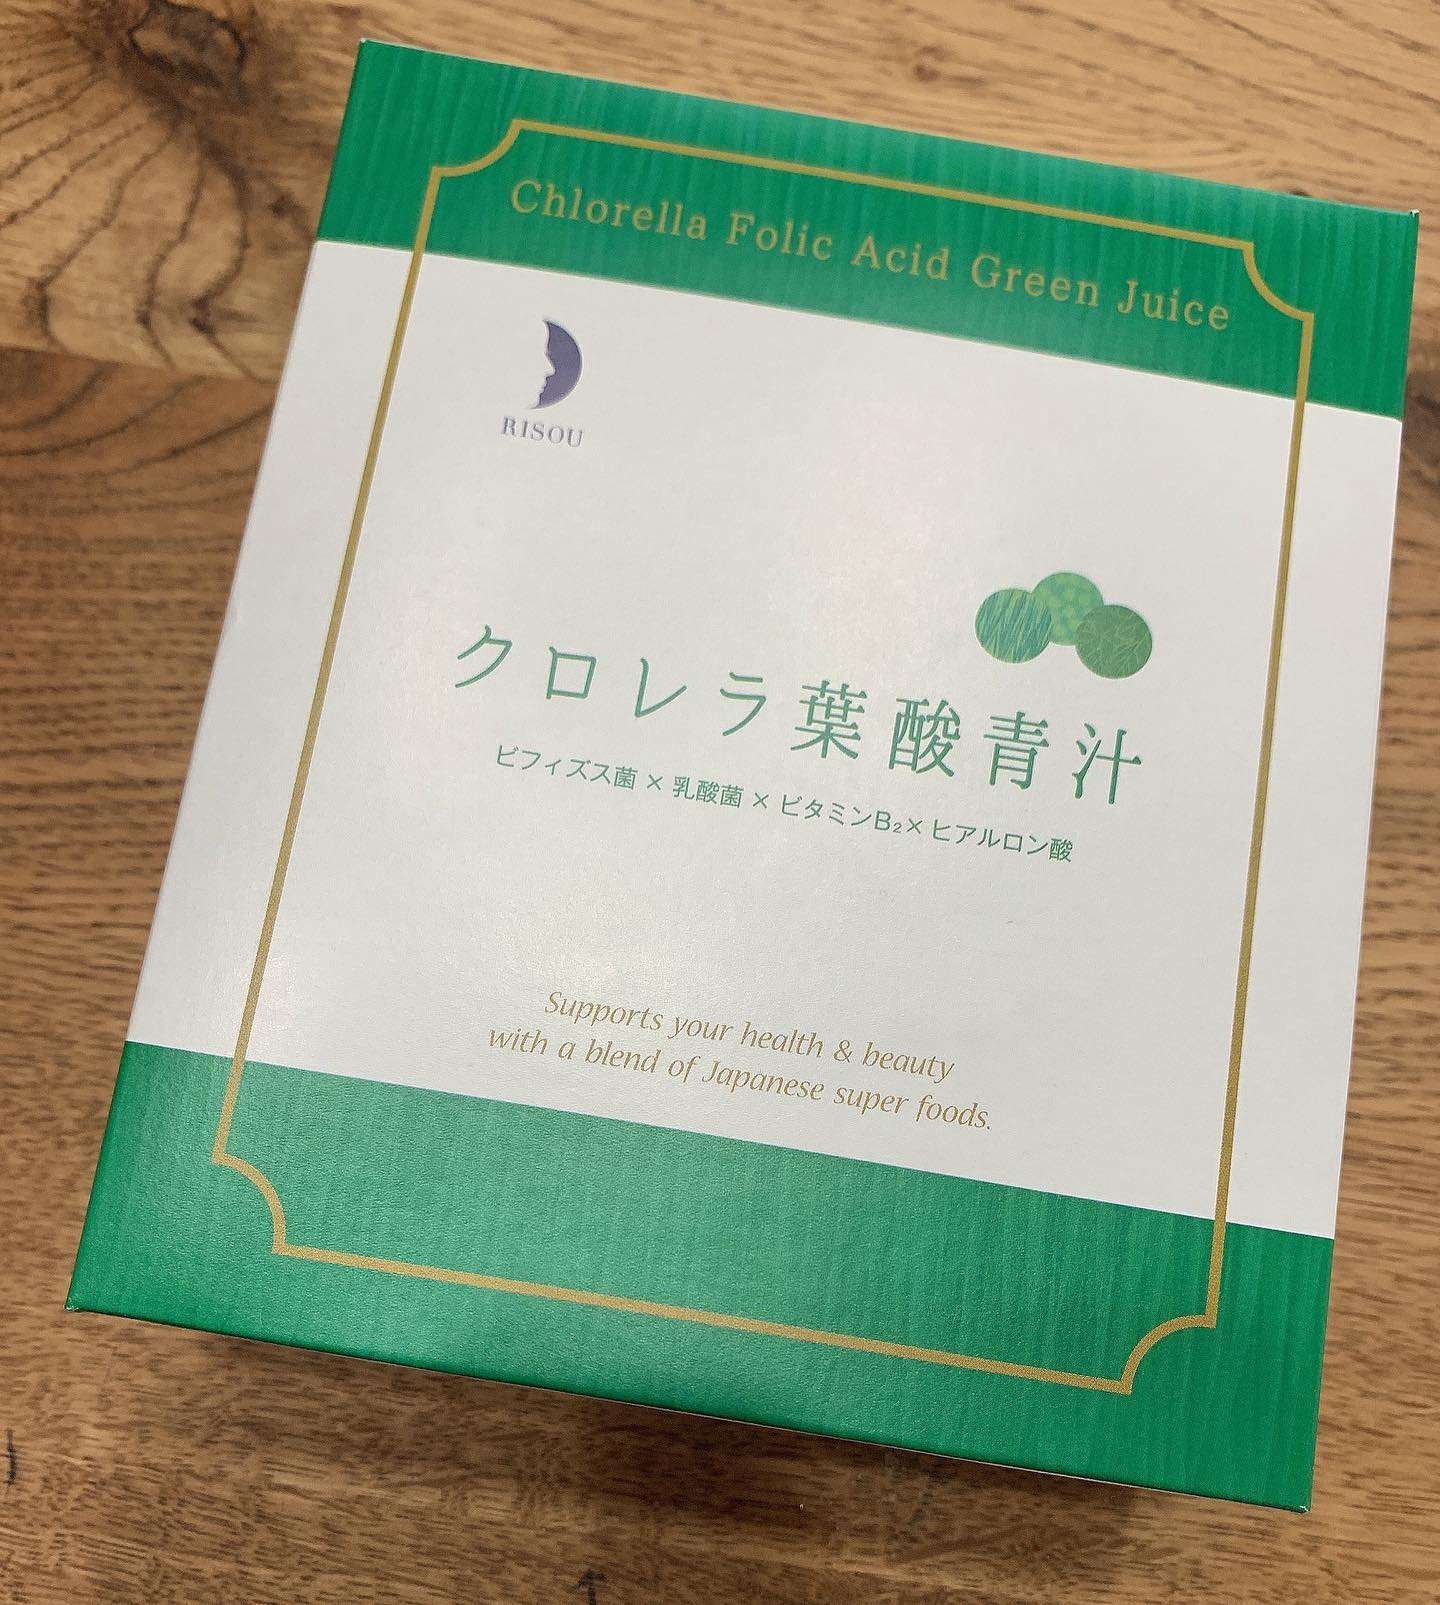 Chlorella Folic Acid Green Juice
RISOU
クロレラ葉酸青汁
ビフィズス菌 × 乳酸菌 × ビタミンB₂× ヒアルロン酸
Supports your health & beauty
with a blend of Japanese super foods.